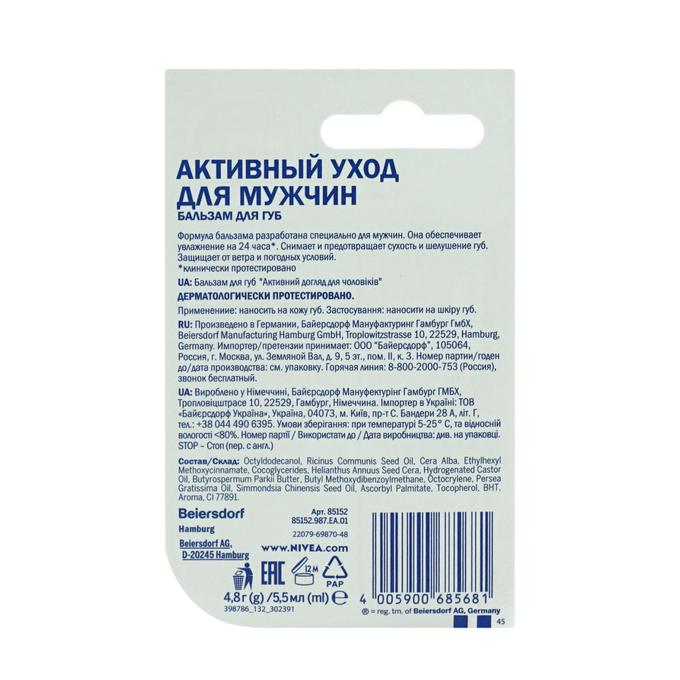 АКТИВНЫЙ УХОД
ДЛЯ МУЖЧИН
БАЛЬЗАМ ДЛЯ ГУБ
Формула бальзама разработана специально для мужчин. Она обеспечивает
увлажнение на 24 часа*. Снимает и предотвращает сухость и шелушение губ.
Защищает от ветра и погодных условий.
*клинически протестировано
UA: Бальзам для губ "Активний догляд для чоловіків"
ДЕРМАТОЛОГИЧЕСКИ ПРОТЕСТИРОВАНО.
Применениие: наносить на кожу губ. Застосування: наносити на шкіру губ.
RU: Произведено в Германии, Байерсдорф Мануфактуринг Гамбург ГмбХ,
Beiersdorf Manufacturing Hamburg GmbH, Troplowitzstrasse 10, 22529, Hamburg,
Germany. Импортер/претензии принимает: ООО "Байерсдорф", 105064,
Россия, г. Москва, ул. Земляной Вал, д. 9, 5 эт., пом. II, к. 3. Номер партии/годен
до/дата производства: см. упаковку. Горячая линия: 8-800-2000-753 (Россия),
звонок бесплатный.
UA: Вироблено у Німеччині, Байєрсдорф Мануфектурінг Гамбург ГМБХ,
Тропловіцштрассе 10, 22529, Гамбург, Німеччина. Імпортер в Україні: ТОВ
«Байєрсдорф Україна», Україна, 04073, м. Київ, пр-т С. Бандери 28 А, літ. Г,
тел.: +38 044 490 6395. Умови зберігання: при температурі 5-25° С, та відносній
вологості <80%. Номер партії / Використати до / Дата виробництва: див. на упаковці.
STOP – Стоп (пер. с англ.)
Состав/Склад: Octyldodecanol, Ricinus Communis Seed Oil, Cera Alba, Ethylhexyl
Methoxycinnamate, Cocoglycerides, Helianthus Annuus Seed Cera, Hydrogenated Castor
Oil, Butyrospermum Parkii Butter, Butyl Methoxydibenzoylmethane, Octocrylene, Persea
Gratissima Oil, Simmondsia Chinensis Seed Oil, Ascorbyl Palmitate, Tocopherol, BHT,
Aroma, CI 77891.
Beiersdorf
Hamburg
Beiersdorf AG,
D-20245 Hamburg
Арт. 85152
85152.987.EA.01
22079-69870-48
www.NIVEA.com
EAC
12 M
PAP
4,8 г (g) /5,5 мл (ml) ℮
398786_132_302391
4 005900 685681
® = reg. tm. of Beiersdorf AG, Germany
45